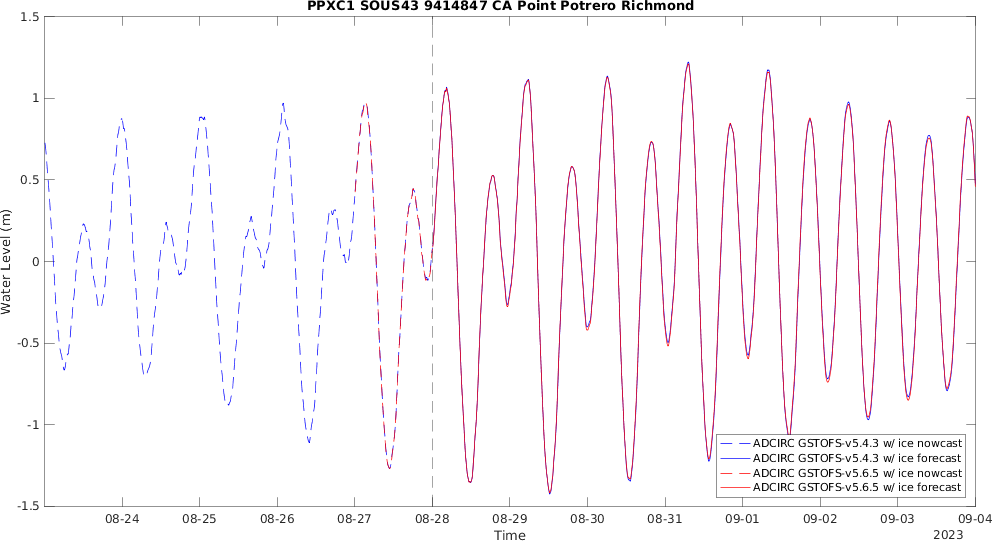 PPXC1 SOUS43 9414847 CA Point Potrero Richmond
1.5
1
0.5
0
-0.5
-1
-1.5
Water Level (m)
08-24 08-25 08-26 08-27 08-28 08-29 08-30 08-31 09-01 09-02 09-03 09-04
Time
2023
ADCIRC GSTOFS-v5.4.3 w/ ice nowcast
ADCIRC GSTOFS-v5.4.3 w/ ice forecast
ADCIRC GSTOFS-v5.6.5 w/ ice nowcast
ADCIRC GSTOFS-v5.6.5 w/ ice forecast